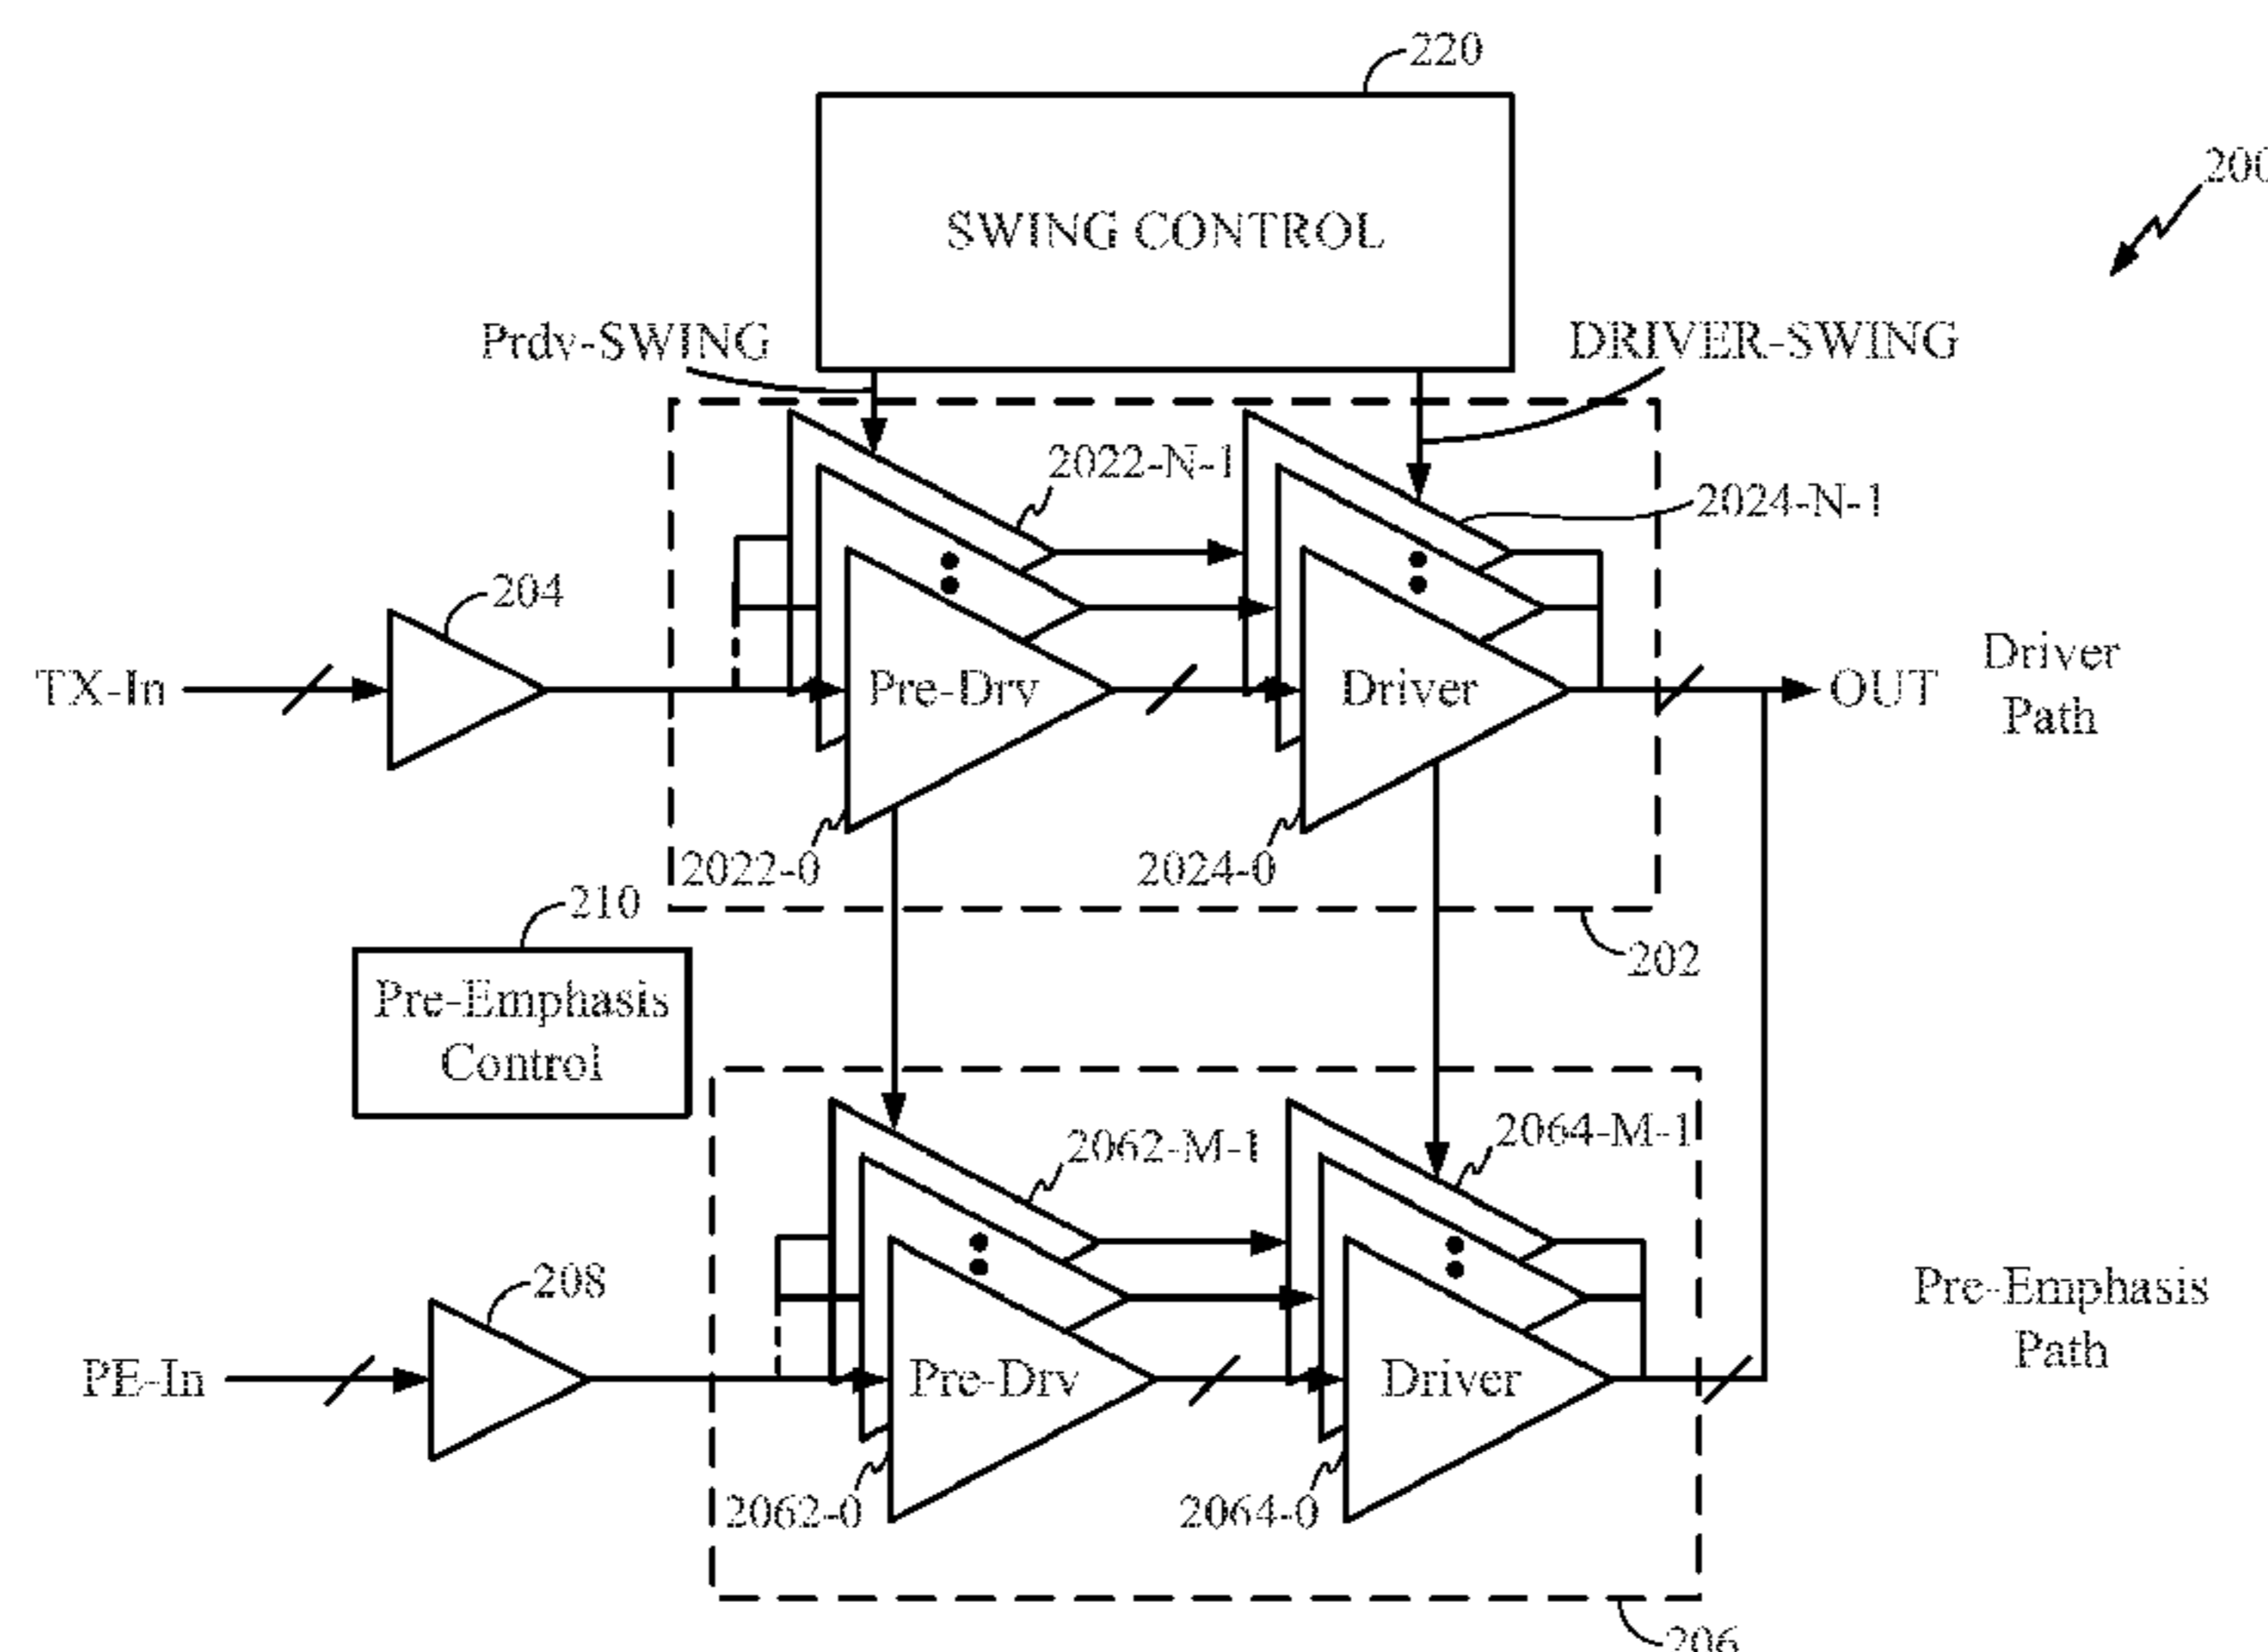 220
200
SWING CONTROL
Prdv-SWING
DRIVER-SWING
2022-N-1
2024-N-1
204
TX-In
Pre-Drv
Driver
OUT
Driver
Path
2022-0
2024-0
210
202
Pre-Emphasis
Control
2062-M-1
2064-M-1
208
Pre-Emphasis
Path
PE-In
Pre-Drv
Driver
2062-0
2064-0
206